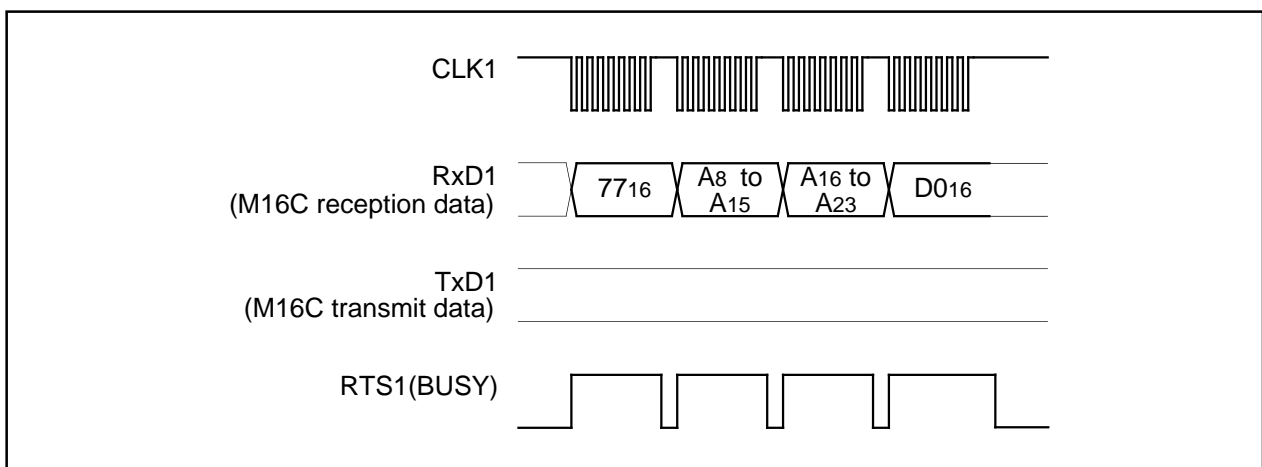 CLK1
RxD1
(M16C reception data)
7716
A8 to
A15
A16 to
A23
D016
TxD1
(M16C transmit data)
RTS1(BUSY)